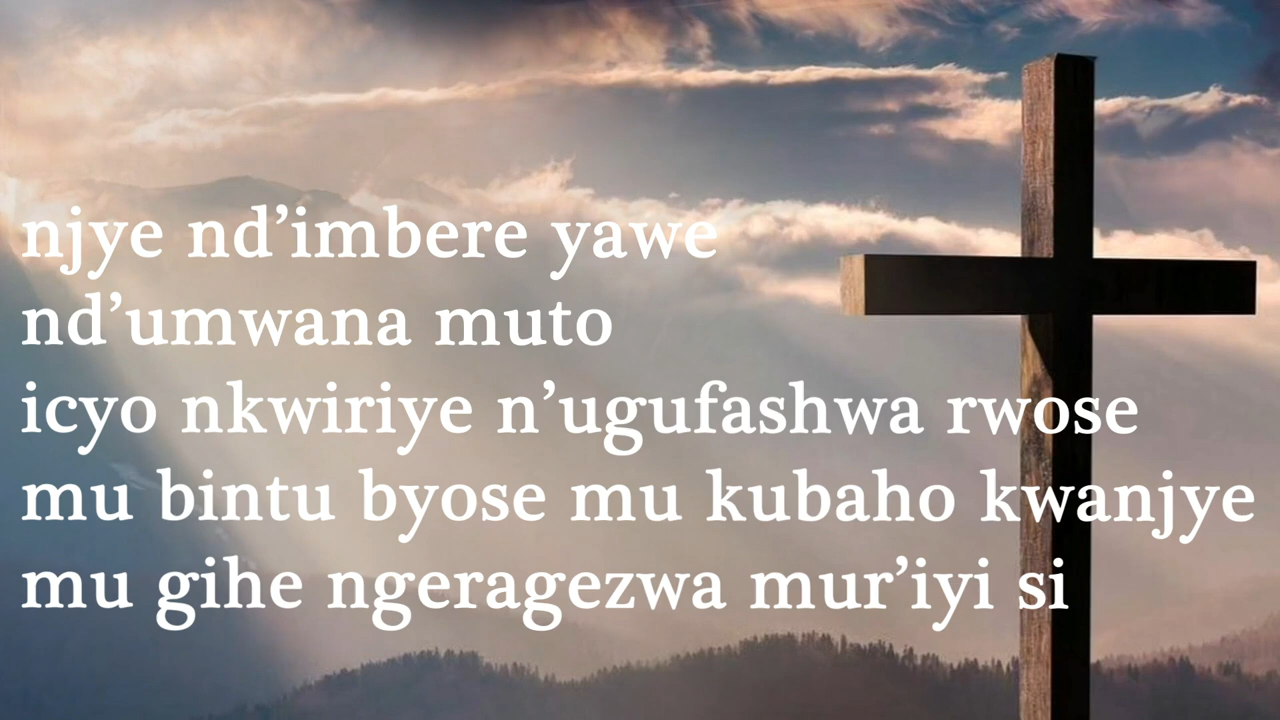 njye nd’imbere yawe
nd’umwana muto
icyo nkwiriye n’ugufashwa rwose
mu bintu byose mu kubaho kwanjye
mu gihe ngeragezwa mur’iyi si